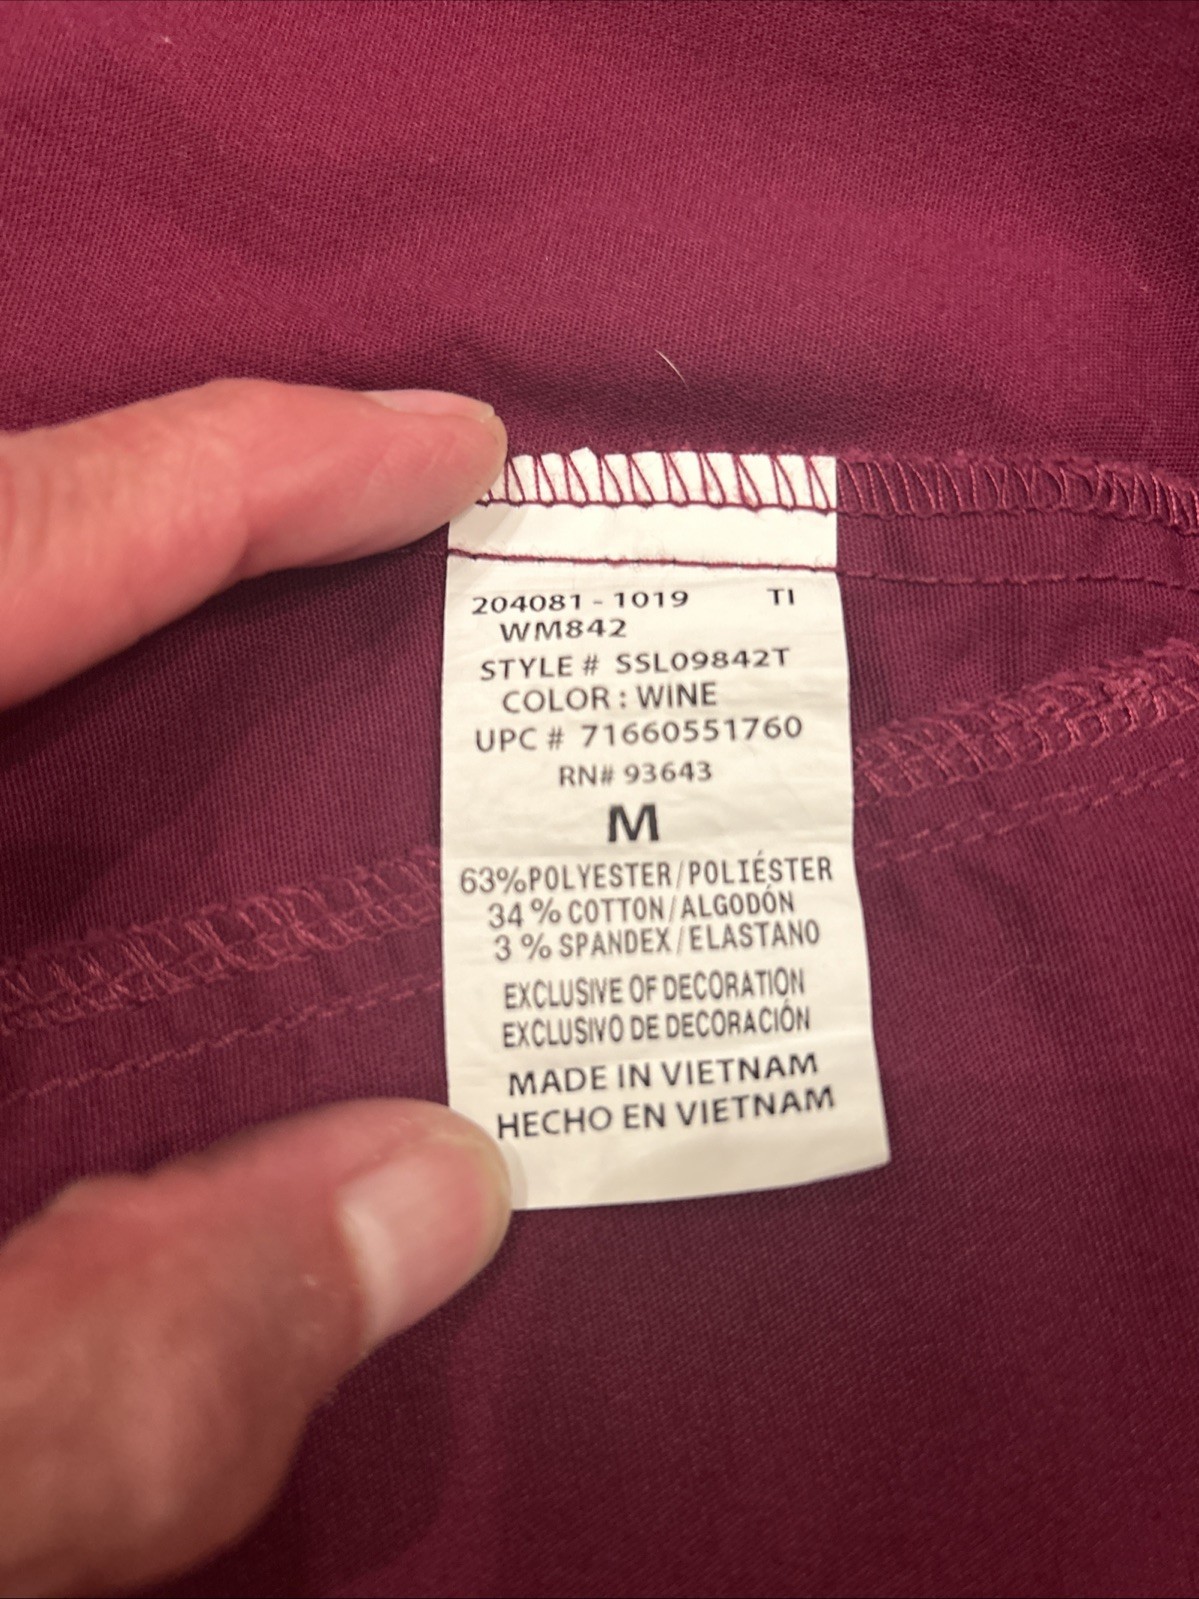 204081 - 1019 TI
WM842
STYLE # SSL09842T
COLOR : WINE
UPC # 71660551760
RN# 93643
M
63%POLYESTER/POLIÉSTER
34 % COTTON/ALGODÓN
3 % SPANDEX/ELASTANO
EXCLUSIVE OF DECORATION
EXCLUSIVO DE DECORACIÓN
MADE IN VIETNAM
HECHO EN VIETNAM